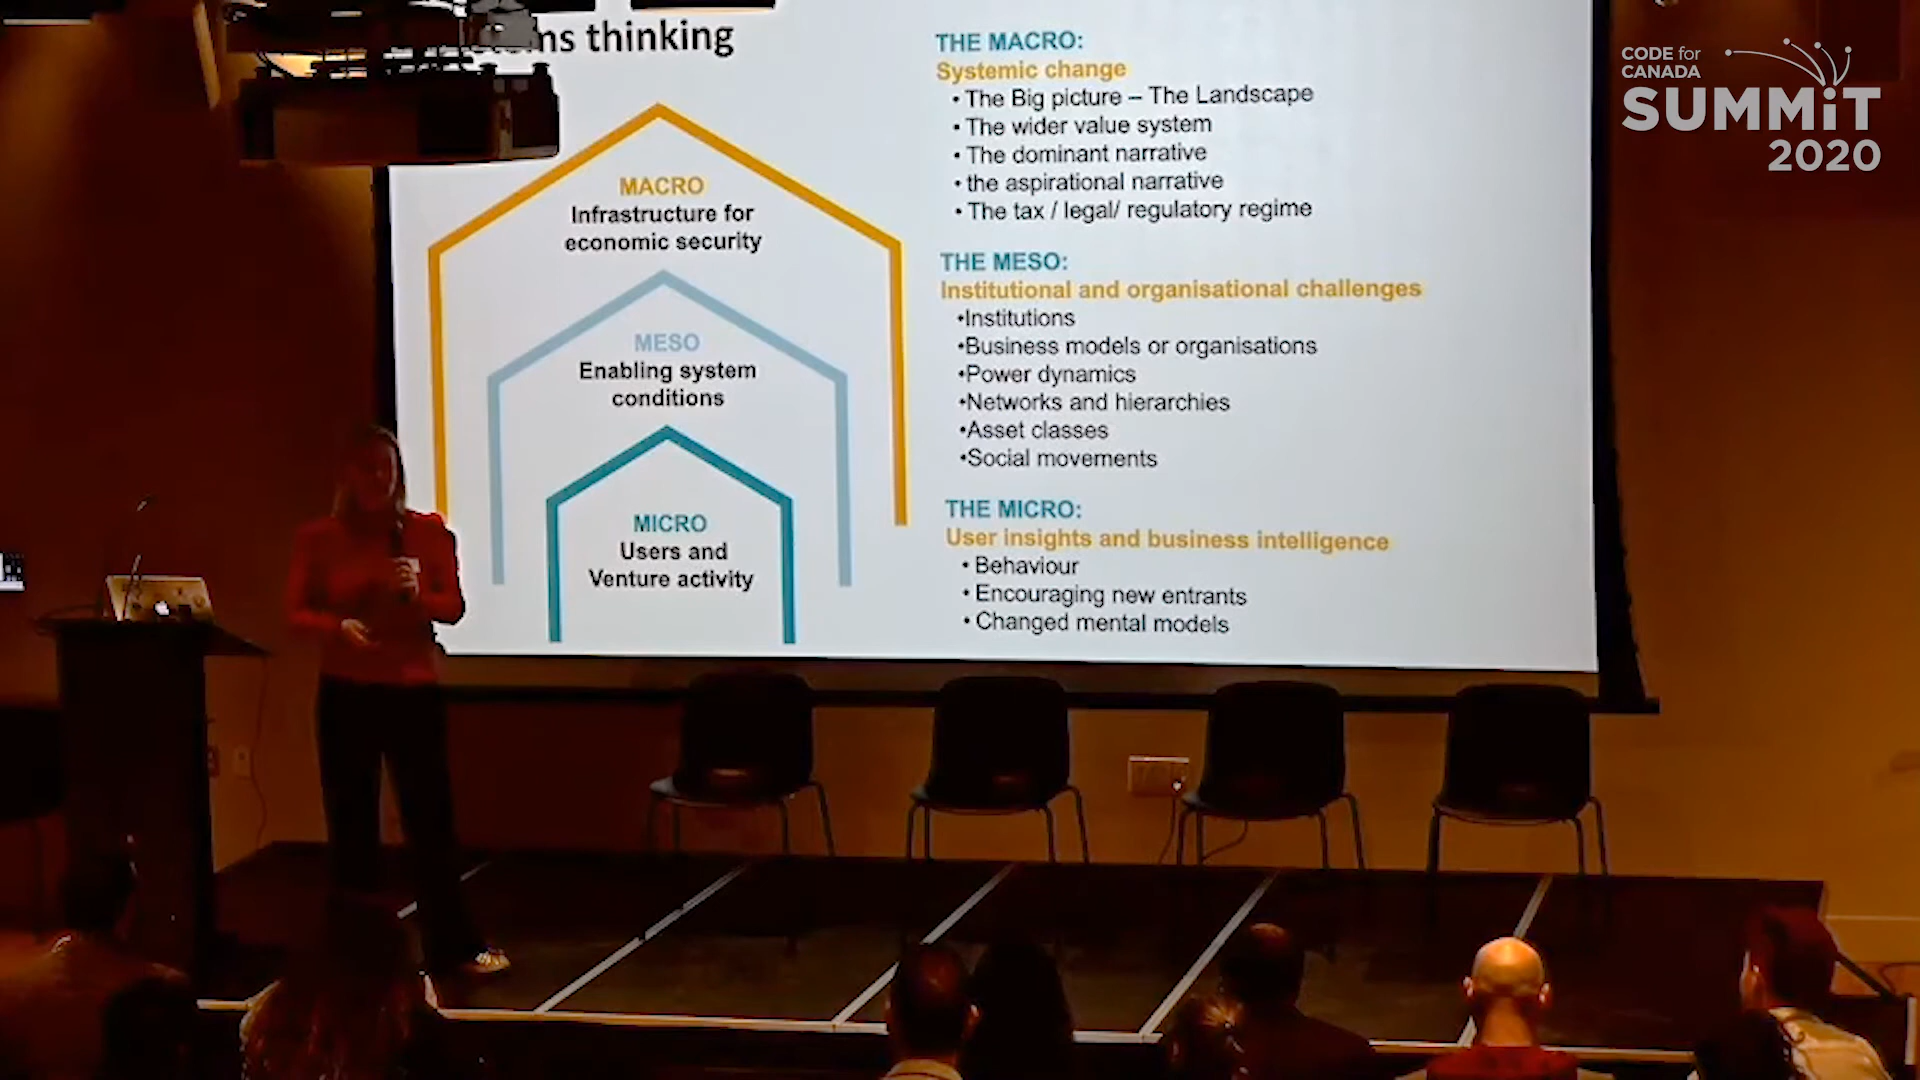 thinking
MACRO
Infrastructure for
economic security
MESO
Enabling system
conditions
MICRO
Users and
Venture activity
THE MACRO:
Systemic change
• The Big picture – The Landscape
• The wider value system
• The dominant narrative
• the aspirational narrative
• The tax / legal/ regulatory regime
THE MESO:
Institutional and organisational challenges
•Institutions
•Business models or organisations
•Power dynamics
•Networks and hierarchies
•Asset classes
•Social movements
THE MICRO:
User insights and business intelligence
• Behaviour
• Encouraging new entrants
• Changed mental models
CODE for
CANADA
SUMMiT
2020